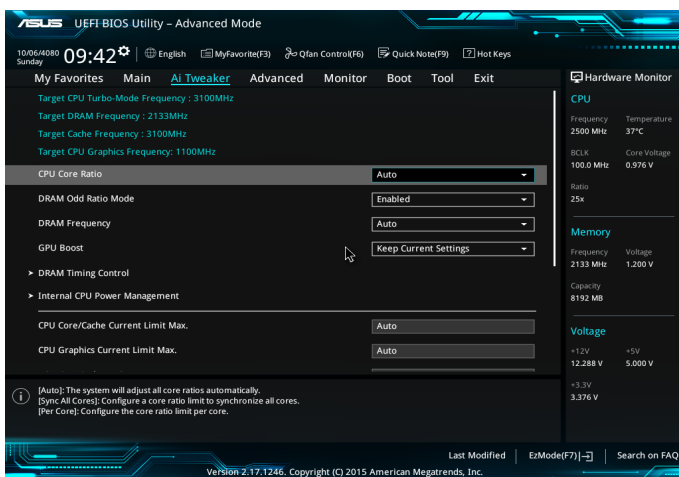 ASUS UEFI BIOS Utility – Advanced Mode
10/06/4080
Sunday
09:42
English
MyFavorite(F3)
Qfan Control(F6)
Quick Note(F9)
? Hot Keys
My Favorites Main Ai Tweaker Advanced Monitor Boot Tool Exit
Target CPU Turbo-Mode Frequency : 3100MHz
Target DRAM Frequency : 2133MHz
Target Cache Frequency : 3100MHz
Target CPU Graphics Frequency: 1100MHz
CPU Core Ratio Auto
DRAM Odd Ratio Mode Enabled
DRAM Frequency Auto
GPU Boost Keep Current Settings
> DRAM Timing Control
> Internal CPU Power Management
CPU Core/Cache Current Limit Max. Auto
CPU Graphics Current Limit Max. Auto
[Auto]: The system will adjust all core ratios automatically.
[Sync All Cores]: Configure a core ratio limit to synchronize all cores.
[Per Core]: Configure the core ratio limit per core.
Hardware Monitor
CPU
Frequency Temperature
2500 MHz 37°C
BCLK Core Voltage
100.0 MHz 0.976 V
Ratio
25x
Memory
Frequency Voltage
2133 MHz 1.200 V
Capacity
8192 MB
Voltage
+12V +5V
12.288 V 5.000 V
+3.3V
3.376 V
Last Modified EzMode(F7) Search on FAQ
Version 2.17.1246. Copyright (C) 2015 American Megatrends, Inc.